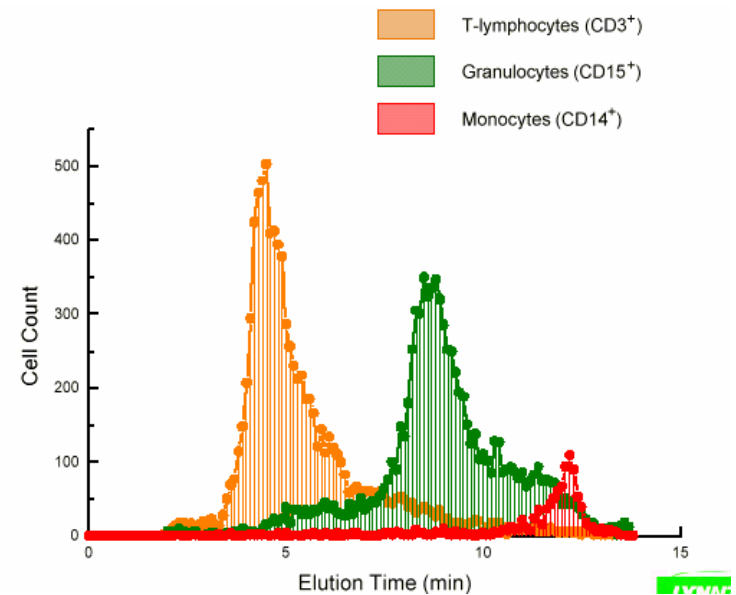 T-lymphocytes (CD3+)
Granulocytes (CD15+)
Monocytes (CD14+)
500
400
300
200
100
0
Cell Count
0 5 10 15
Elution Time (min)